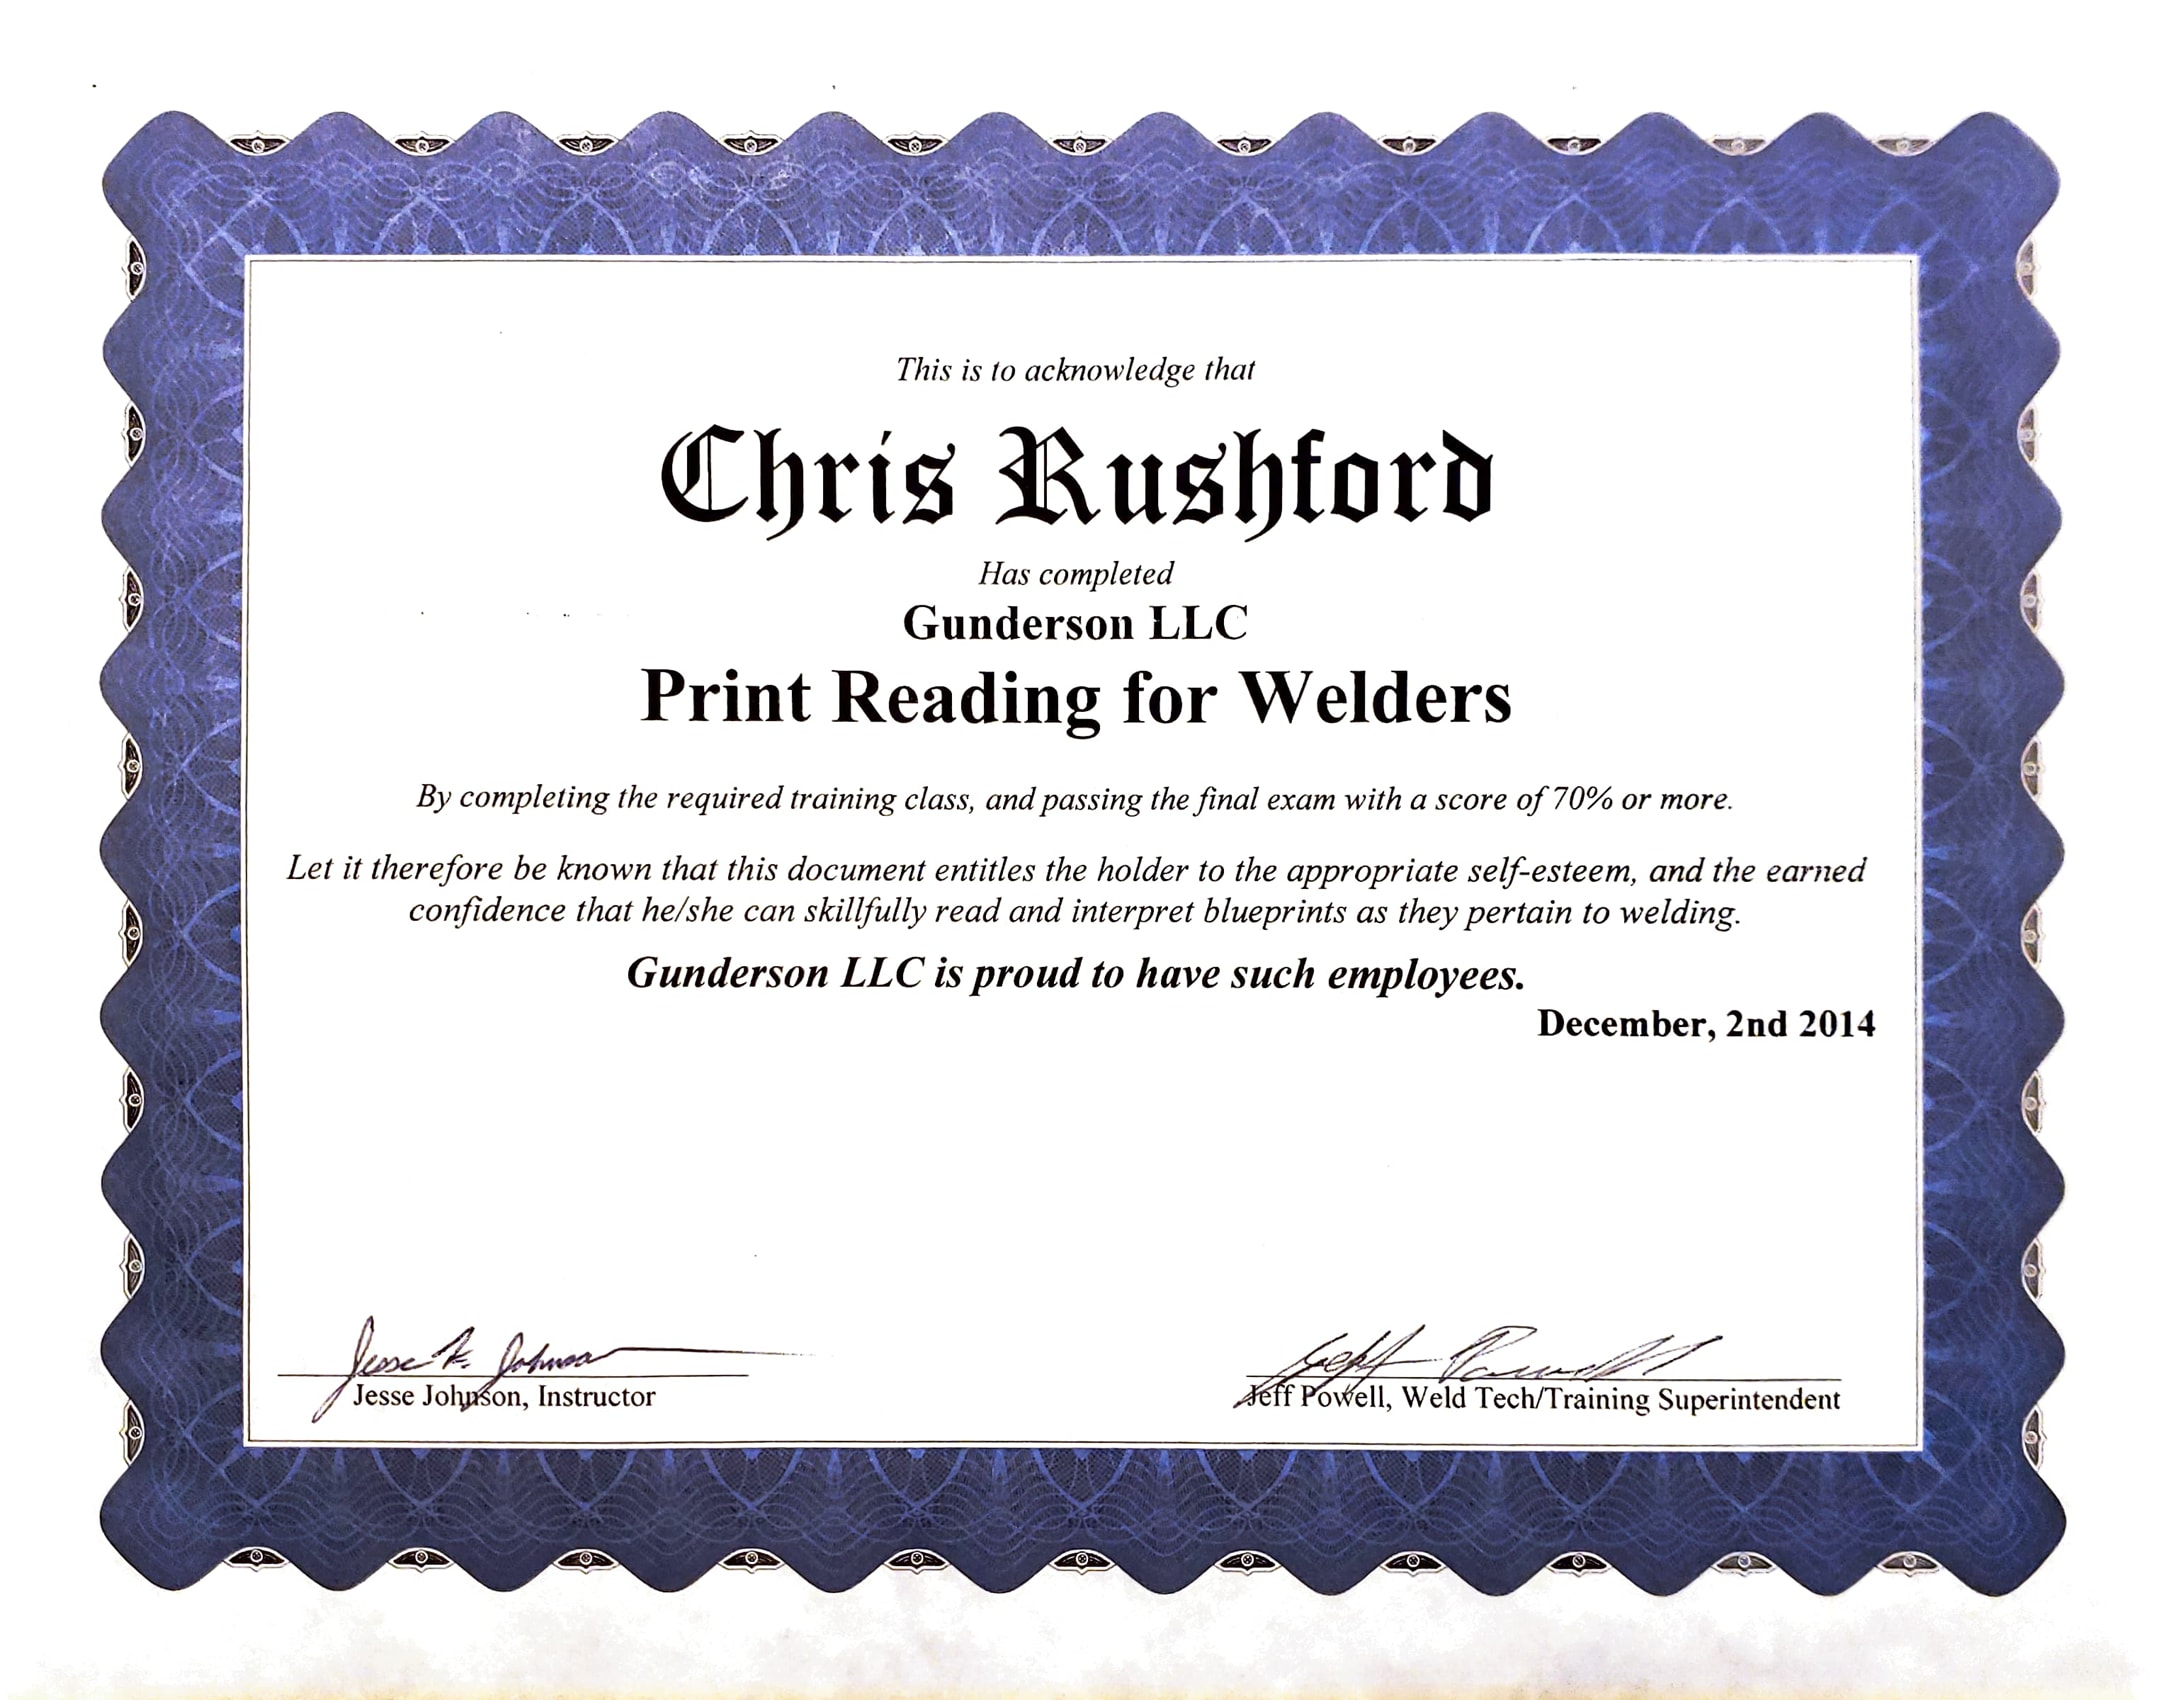 This is to acknowledge that
Chris Rushford
Has completed
Gunderson LLC
Print Reading for Welders
By completing the required training class, and passing the final exam with a score of 70% or more.
Let it therefore be known that this document entitles the holder to the appropriate self-esteem, and the earned
confidence that he/she can skillfully read and interpret blueprints as they pertain to welding.
Gunderson LLC is proud to have such employees.
December, 2nd 2014
Jesse K. Johnson
Jeff Powell
Jesse Johnson, Instructor
Jeff Powell, Weld Tech/Training Superintendent